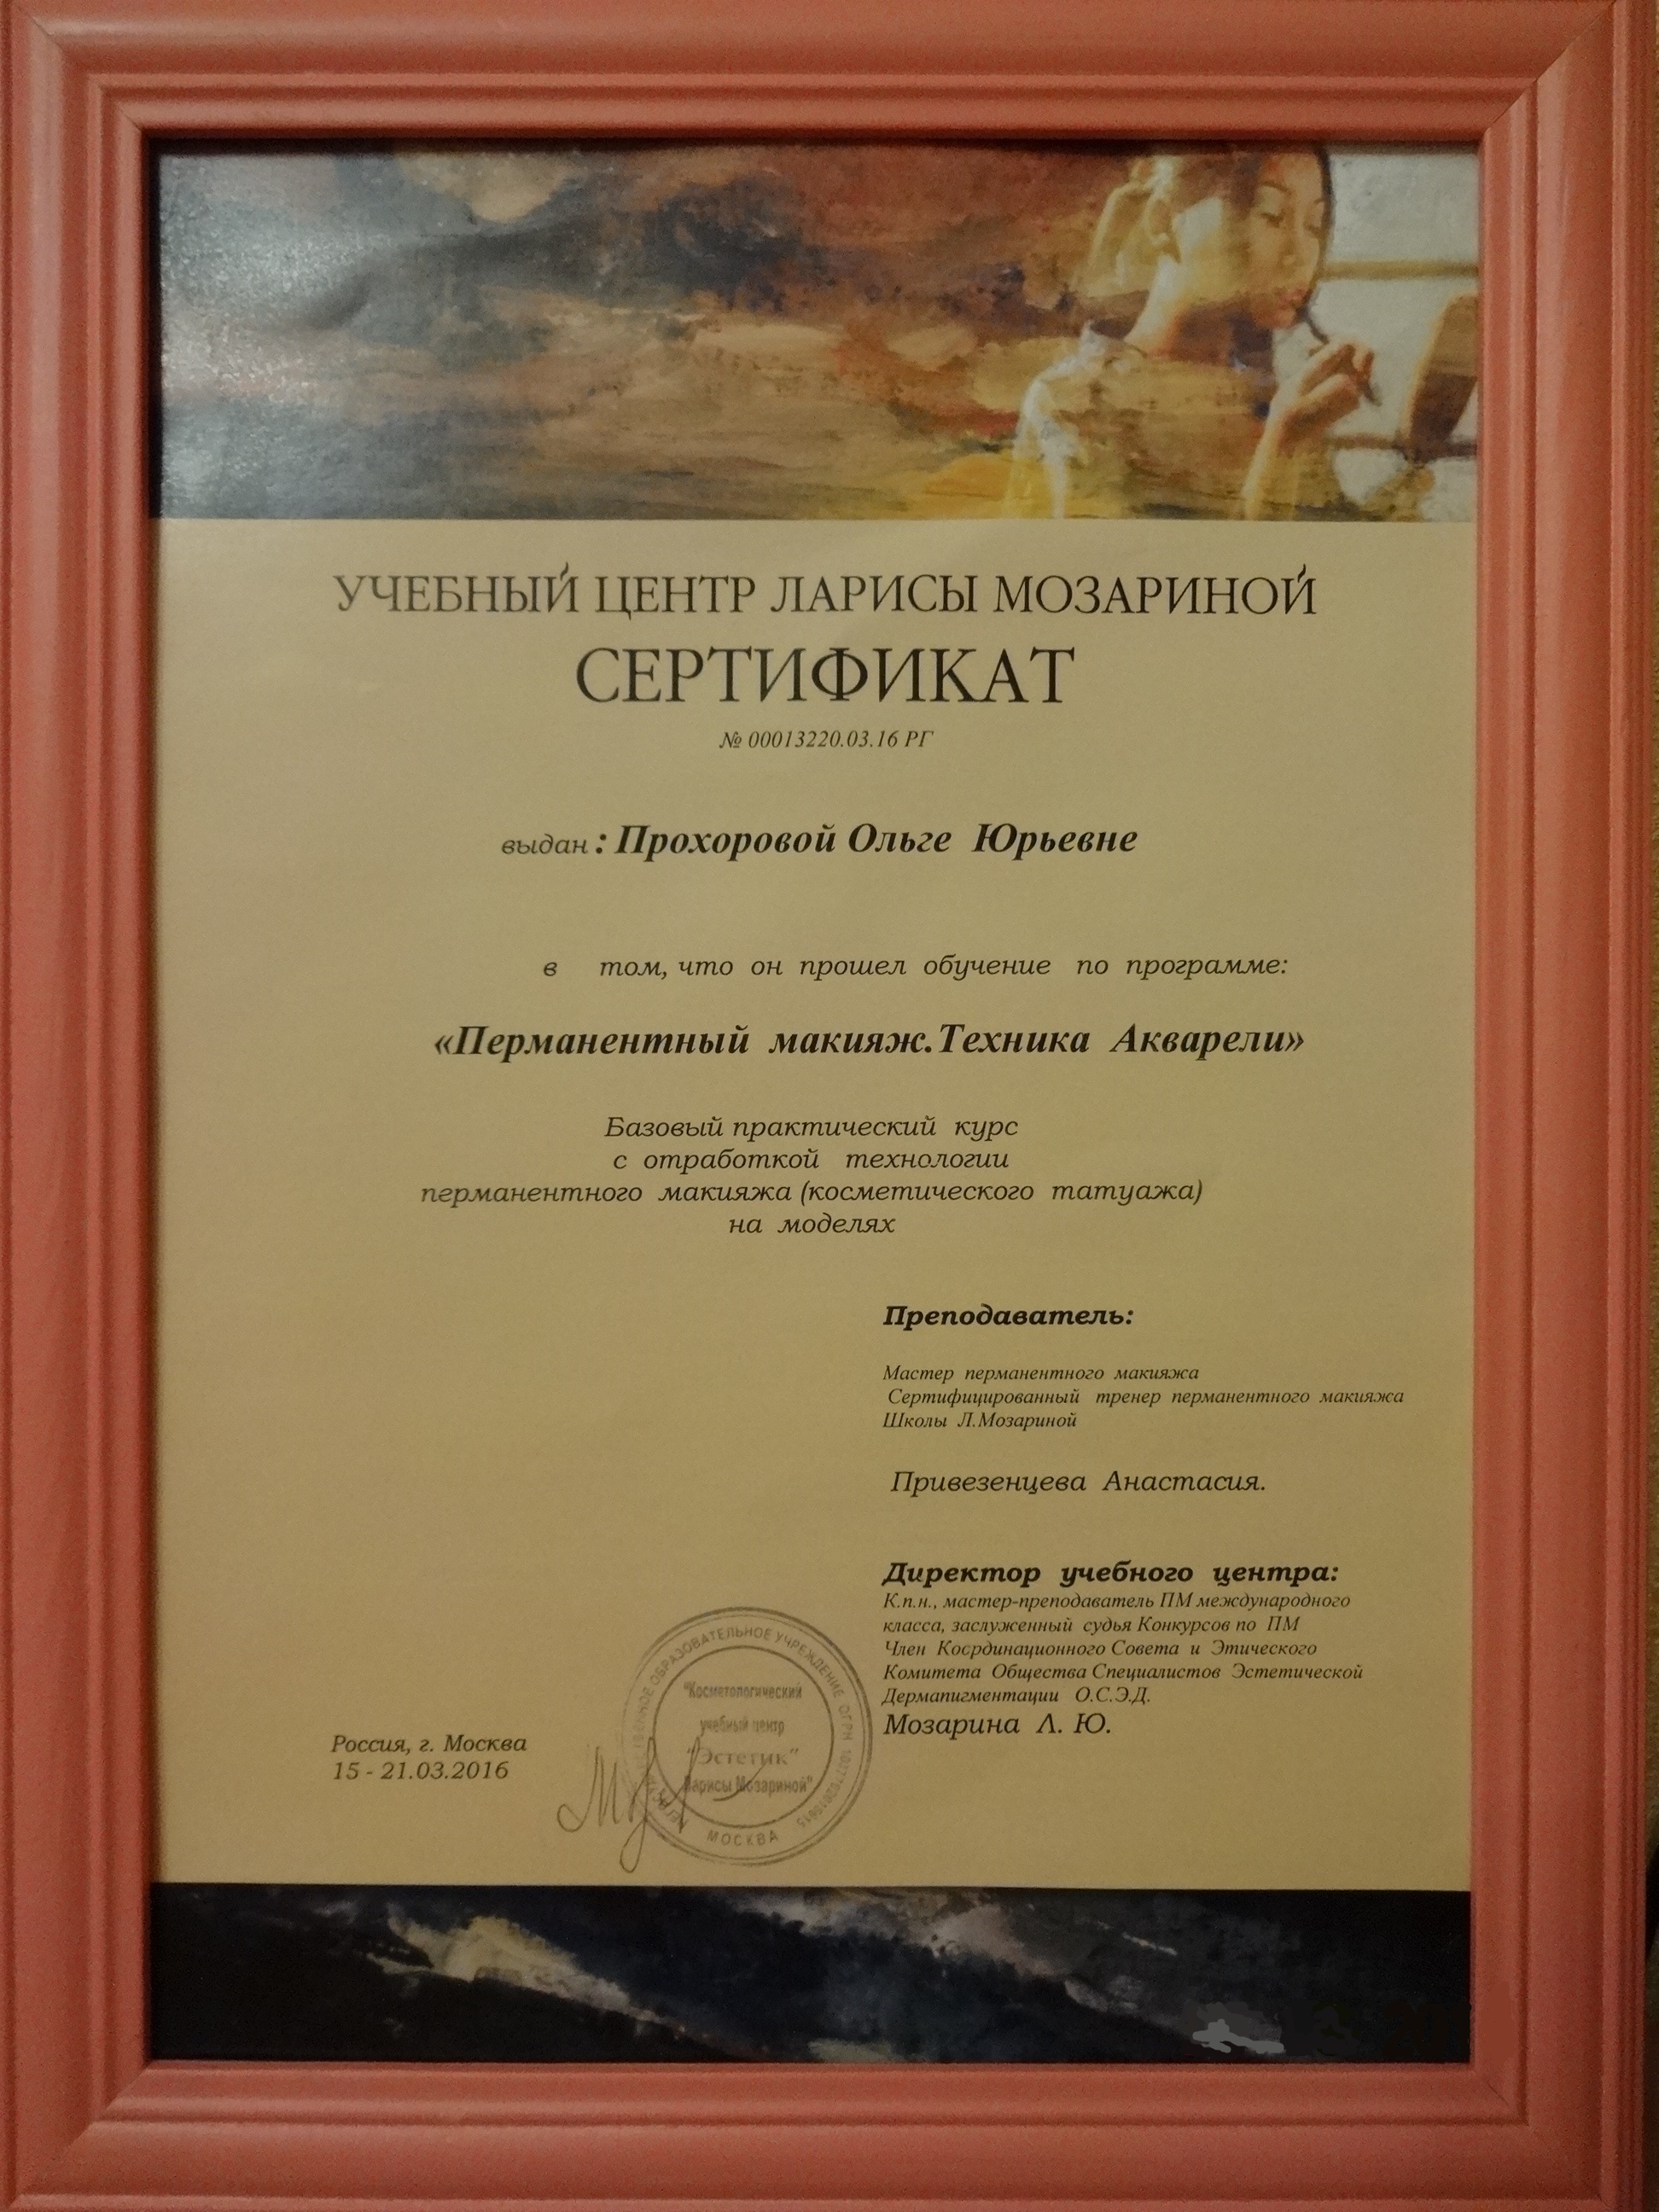 УЧЕБНЫЙ ЦЕНТР ЛАРИСЫ МОЗАРИНОЙ
СЕРТИФИКАТ
№ 00013220.03.16 РГ
выдан : Прохоровой Ольге Юрьевне
в том, что он прошел обучение по программе:
«Перманентный макияж.Техника Акварели»
Базовый практический курс
с отработкой технологии
перманентного макияжа (косметического татуажа)
на моделях
Преподаватель:
Мастер перманентного макияжа
Сертифицированный тренер перманентного макияжа
Школы Л.Мозариной
Привезенцева Анастасия.
Директор учебного центра:
К.п.н., мастер-преподаватель ПМ международного
класса, заслуженный судья Конкурсов по ПМ
Член Косрдинационного Совета и Этического
Комитета Общества Специалистов Эстетической
Дермапигментации О.С.Э.Д.
Мозарина Л. Ю.
Россия, г. Москва
15 - 21.03.2016
ОБРАЗОВАТЕЛЬНОЕ УЧРЕЖДЕНИЕ ОГРН
"Косметологический
учебный центр
"Эстетик"
Ларисы Мозариной"
МОСКВА